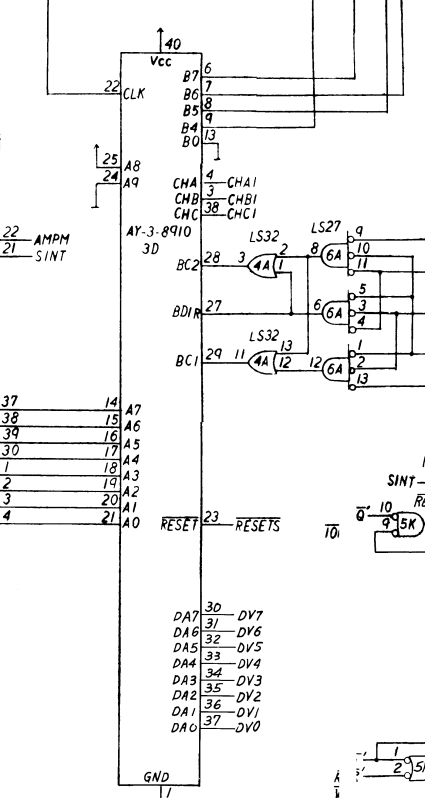 40
Vcc
B7 6
22 CLK
B6 7
B5 8
B4 9
B0 13
25 A8
24 A9
CHA 4 CHA1
CHB 3 CHB1
CHC 38 CHC1
22 AMPM
21 SINT
AY-3-8910
3D
LS32
LS27
BC2 28
3 4A 2
1
8 6A 9
10
11
BDIR 27
6 6A 5
3
4
LS32
BC1 29
11 4A 13
12
12 6A 1
2
13
37 14 A7
38 15 A6
39 16 A5
30 17 A4
1 18 A3
2 19 A2
3 20 A1
4 21 A0
SINT
RESET 23 RESETS
Q' 10
9 5K
DA7 30 DV7
DA6 31 DV6
DA5 32 DV5
DA4 33 DV4
DA3 34 DV3
DA2 35 DV2
DA1 36 DV1
DA0 37 DV0
1
2
GND
1